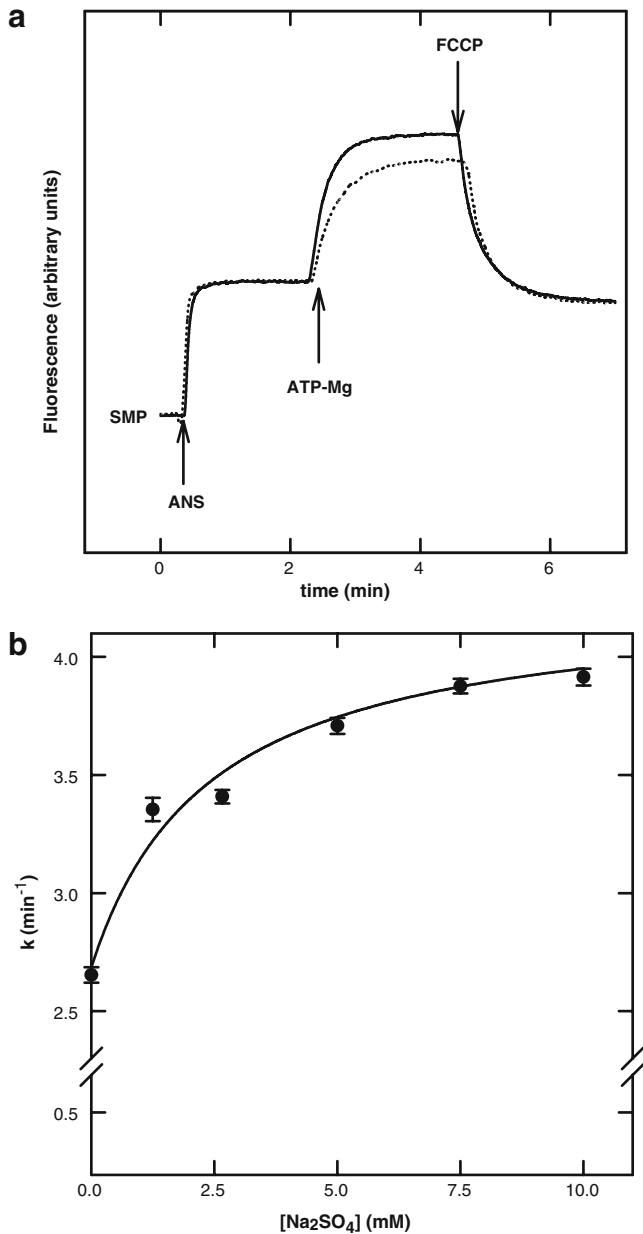 a
FCCP
Fluorescence (arbitrary units)
ATP-Mg
SMP
ANS
0 2 4 6
time (min)
b
4.0
3.5
3.0
2.5
0.5
k (min⁻¹)
0.0 2.5 5.0 7.5 10.0
[Na₂SO₄] (mM)